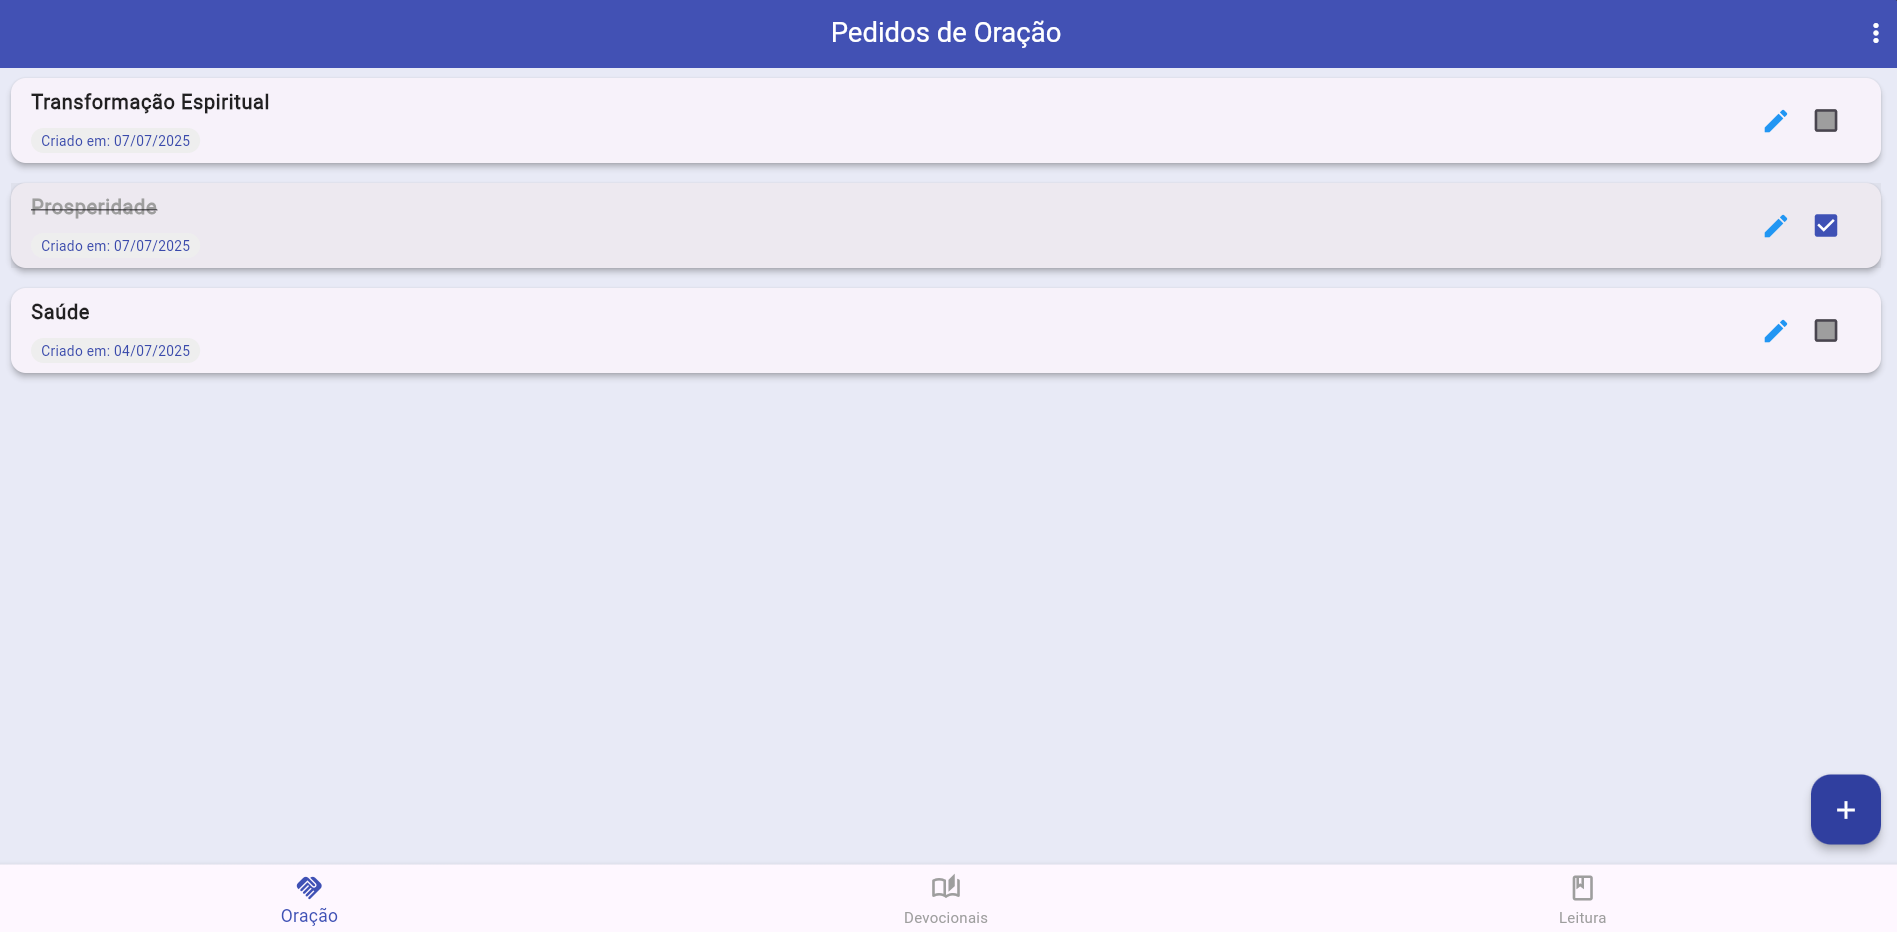 Pedidos de Oração
Transformação Espiritual
Criado em: 07/07/2025
Prosperidade
Criado em: 07/07/2025
Saúde
Criado em: 04/07/2025
Oração
Devocionais
Leitura